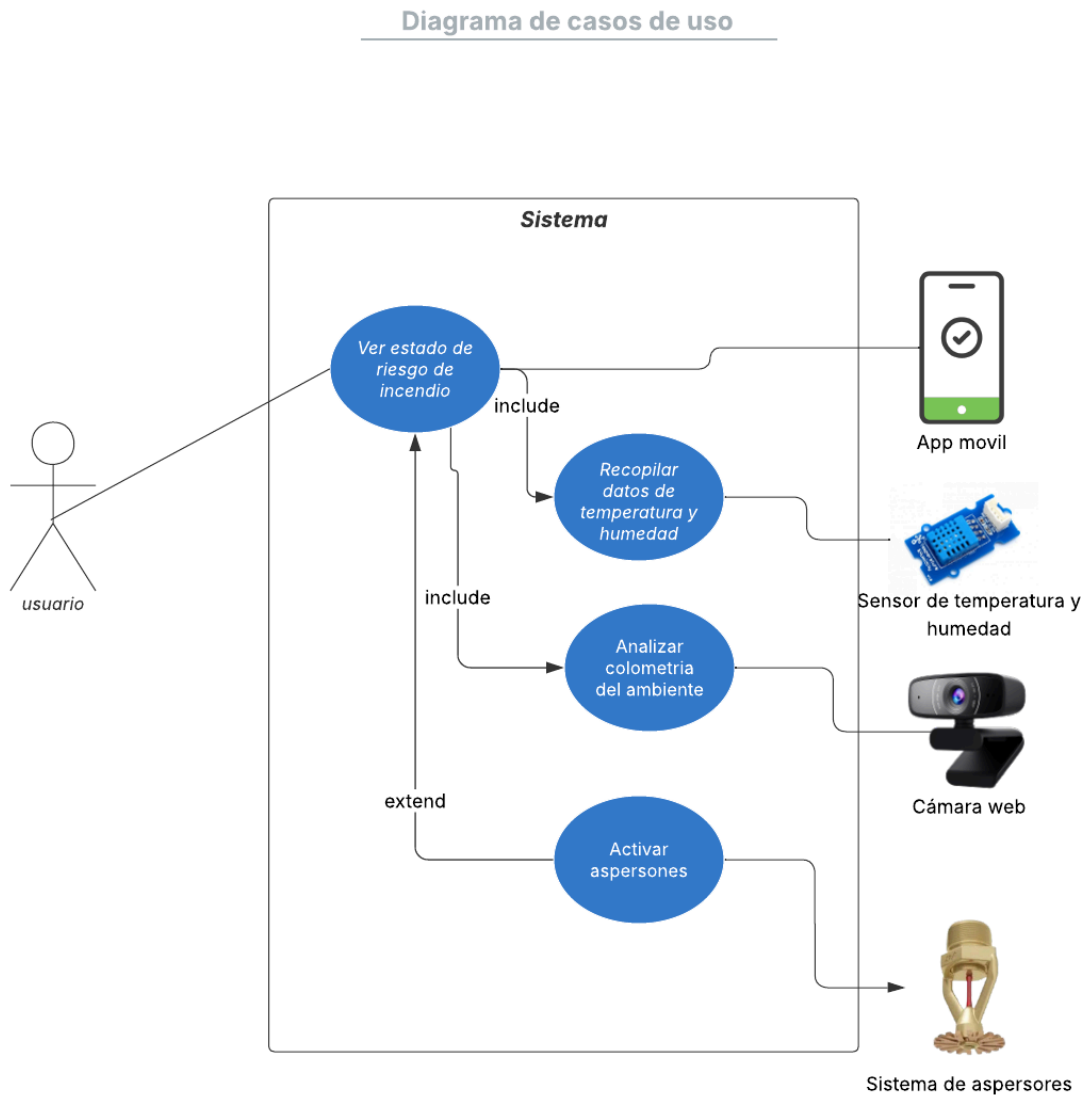 Diagrama de casos de uso
Sistema
Ver estado de
riesgo de
incendio
include
App movil
Recopilar
datos de
temperatura y
humedad
usuario
include
Sensor de temperatura y
humedad
Analizar
colometria
del ambiente
extend
Cámara web
Activar
aspersones
Sistema de aspersores